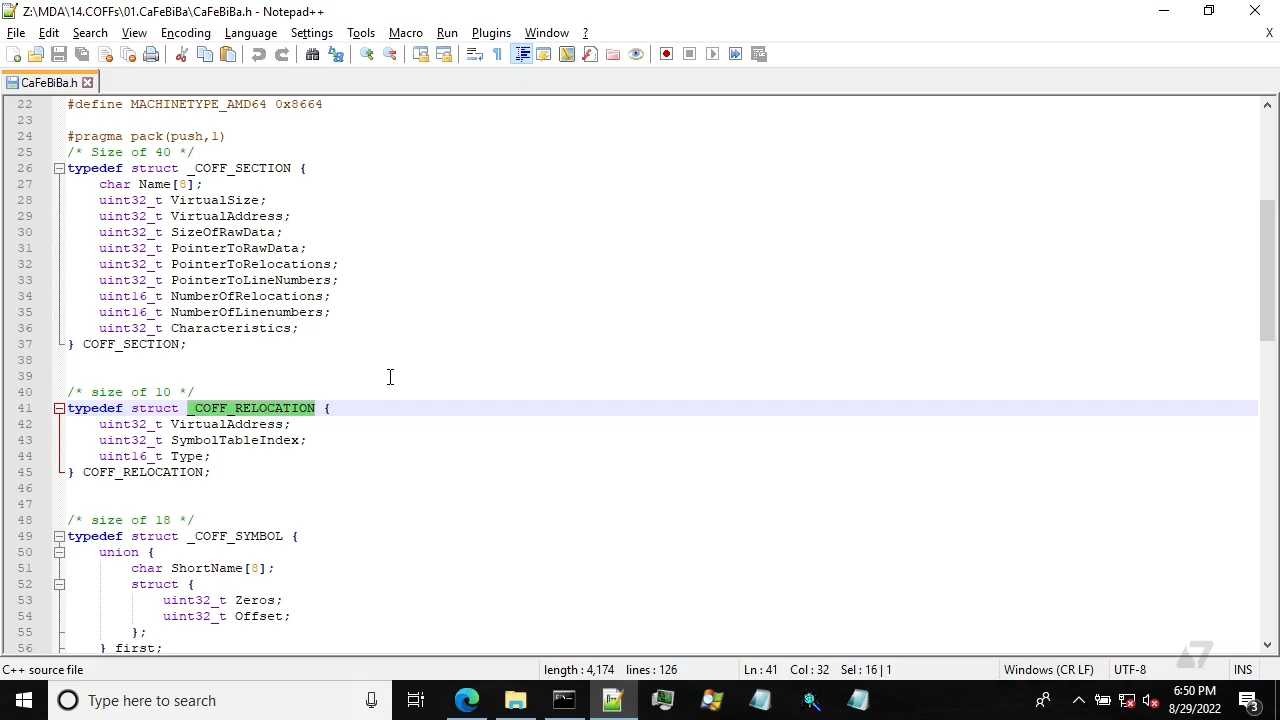 Z:\MDA\14.COFFs\01.CaFeBiBa\CaFeBiBa.h - Notepad++
File Edit Search View Encoding Language Settings Tools Macro Run Plugins Window ? X
CaFeBiBa.h
22 #define MACHINETYPE_AMD64 0x8664
23
24 #pragma pack(push,1)
25 /* Size of 40 */
26 typedef struct _COFF_SECTION {
27 char Name[8];
28 uint32_t VirtualSize;
29 uint32_t VirtualAddress;
30 uint32_t SizeOfRawData;
31 uint32_t PointerToRawData;
32 uint32_t PointerToRelocations;
33 uint32_t PointerToLineNumbers;
34 uint16_t NumberOfRelocations;
35 uint16_t NumberOfLinenumbers;
36 uint32_t Characteristics;
37 } COFF_SECTION;
38
39
40 /* size of 10 */
41 typedef struct _COFF_RELOCATION {
42 uint32_t VirtualAddress;
43 uint32_t SymbolTableIndex;
44 uint16_t Type;
45 } COFF_RELOCATION;
46
47
48 /* size of 18 */
49 typedef struct _COFF_SYMBOL {
50 union {
51 char ShortName[8];
52 struct {
53 uint32_t Zeros;
54 uint32_t Offset;
55 };
56 } first;
C++ source file length : 4,174 lines : 126 Ln : 41 Col : 32 Sel : 16 | 1 Windows (CR LF) UTF-8 INS
Type here to search
6:50 PM
8/29/2022
3